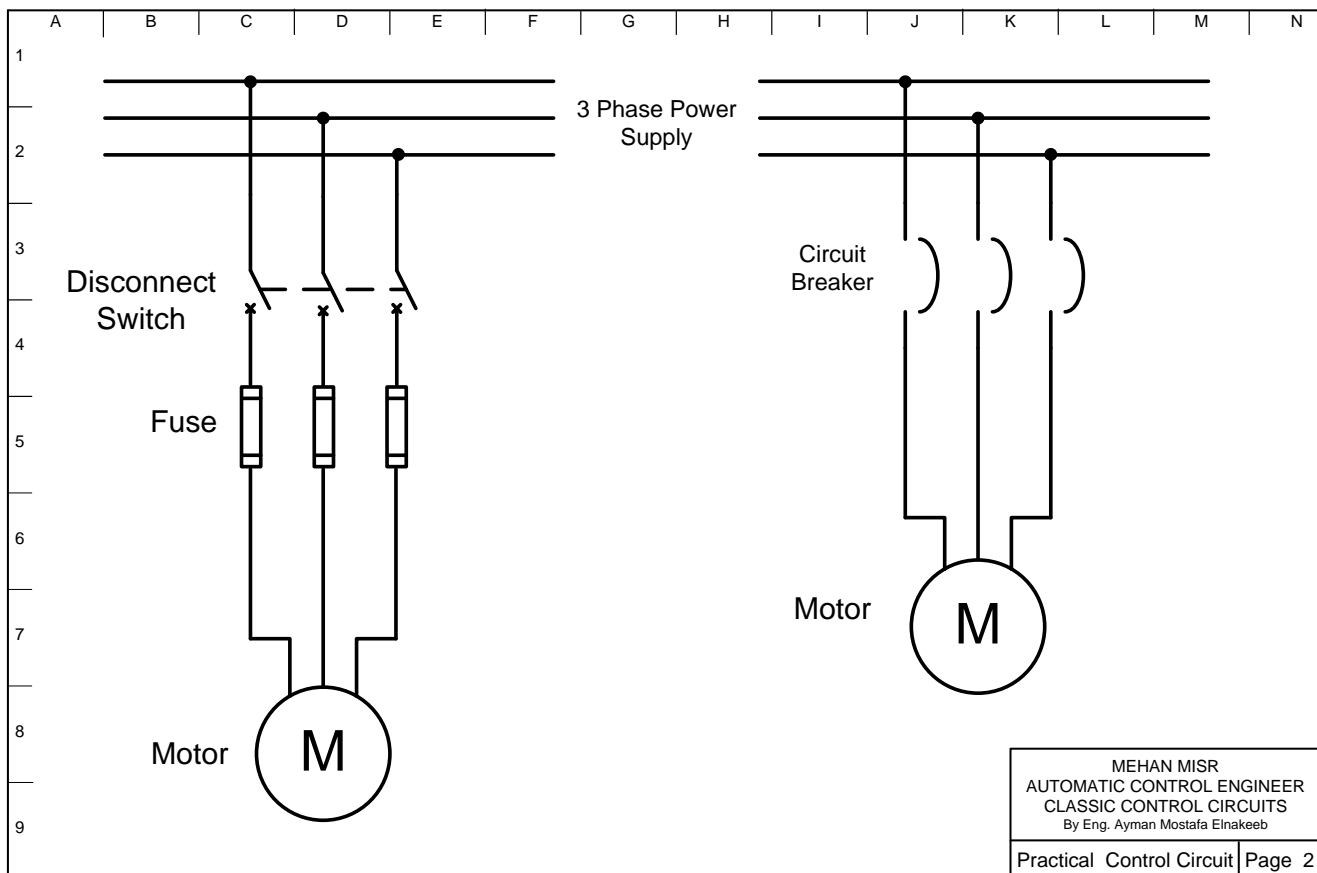 A B C D E F G H I J K L M N
1
2
3
4
5
6
7
8
9
3 Phase Power
Supply
Disconnect
Switch
Circuit
Breaker
Fuse
Motor
M
Motor
M
MEHAN MISR
AUTOMATIC CONTROL ENGINEER
CLASSIC CONTROL CIRCUITS
By Eng. Ayman Mostafa Elnakeeb
Practical Control Circuit Page 2